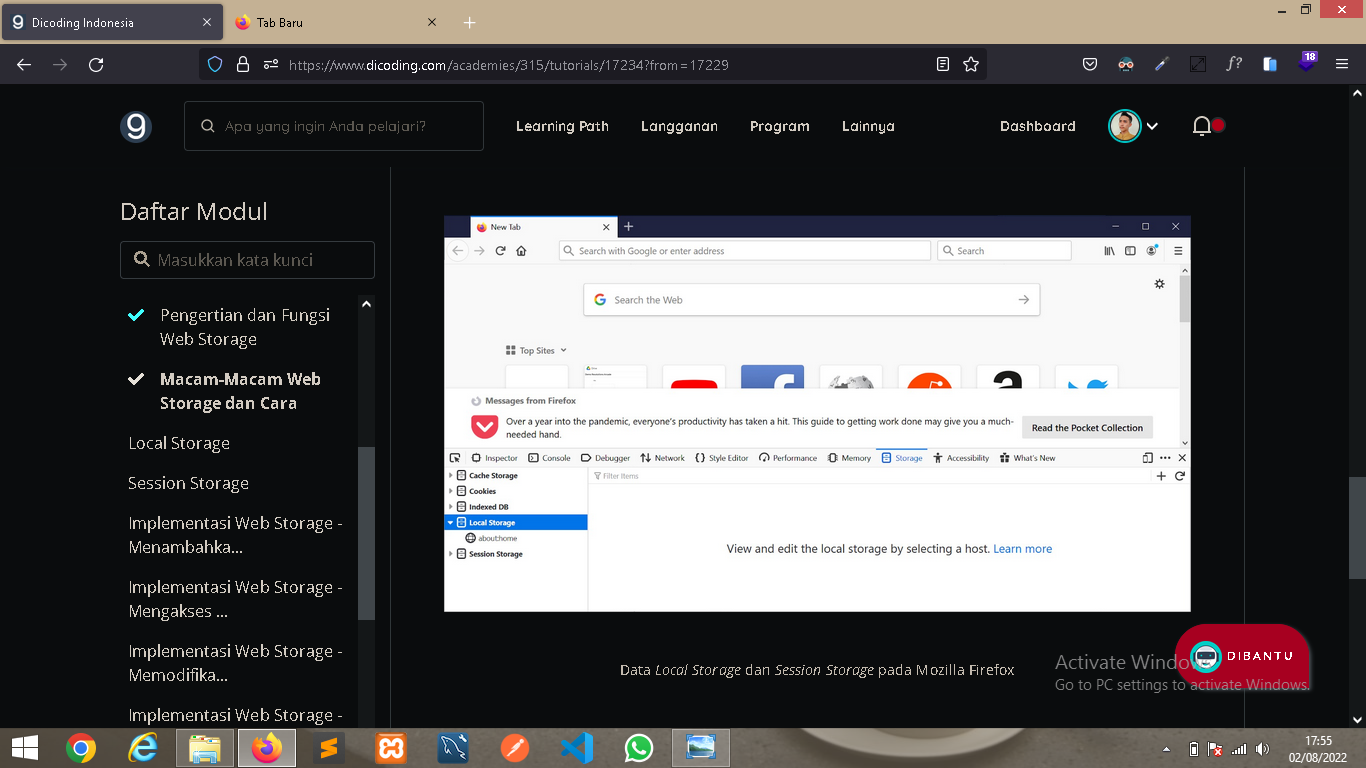 Dicoding Indonesia
Tab Baru
https://www.dicoding.com/academies/315/tutorials/17234?from=17229
18
Apa yang ingin Anda pelajari?
Learning Path
Langganan
Program
Lainnya
Dashboard
Daftar Modul
Masukkan kata kunci
Pengertian dan Fungsi
Web Storage
Macam-Macam Web
Storage dan Cara
Local Storage
Session Storage
Implementasi Web Storage -
Menambahka...
Implementasi Web Storage -
Mengakses ...
Implementasi Web Storage -
Memodifika...
Implementasi Web Storage -
New Tab
Search with Google or enter address
Search
Search the Web
Top Sites
Messages from Firefox
Over a year into the pandemic, everyone's productivity has taken a hit. This guide to getting work done may give you a much-
needed hand.
Read the Pocket Collection
Inspector
Console
Debugger
Network
Style Editor
Performance
Memory
Storage
Accessibility
What's New
Cache Storage
Cookies
Indexed DB
Local Storage
about:home
Session Storage
Filter Items
View and edit the local storage by selecting a host. Learn more
Data Local Storage dan Session Storage pada Mozilla Firefox
DIBANTU
Activate Windo
Go to PC settings to activate Windows.
17:55
02/08/2022